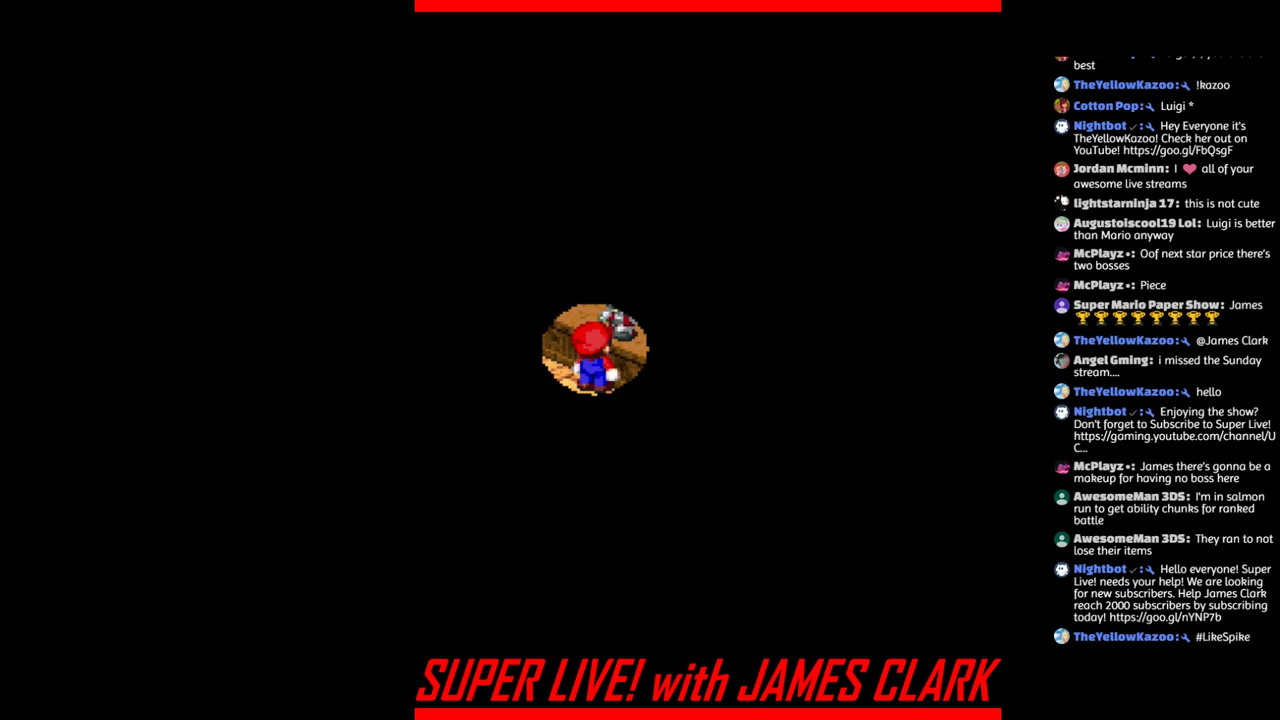 best
TheYellowKazoo: !kazoo
Cotton Pop: Luigi *
Nightbot ✓: Hey Everyone it's
TheYellowKazoo! Check her out on
YouTube! https://goo.gl/FbQsgF
Jordan Mcminn: I ❤ all of your
awesome live streams
lightstarninja 17: this is not cute
Augustoiscool19 Lol: Luigi is better
than Mario anyway
McPlayz •: Oof next star price there's
two bosses
McPlayz •: Piece
Super Mario Paper Show: James
🏆🏆🏆🏆🏆🏆🏆🏆
TheYellowKazoo: @James Clark
Angel Gming: i missed the Sunday
stream....
TheYellowKazoo: hello
Nightbot ✓: Enjoying the show?
Don't forget to Subscribe to Super Live!
https://gaming.youtube.com/channel/U
C...
McPlayz •: James there's gonna be a
makeup for having no boss here
AwesomeMan 3DS: I'm in salmon
run to get ability chunks for ranked
battle
AwesomeMan 3DS: They ran to not
lose their items
Nightbot ✓: Hello everyone! Super
Live! needs your help! We are looking
for new subscribers. Help James Clark
reach 2000 subscribers by subscribing
today! https://goo.gl/nYNP7b
TheYellowKazoo: #LikeSpike
SUPER LIVE! with JAMES CLARK